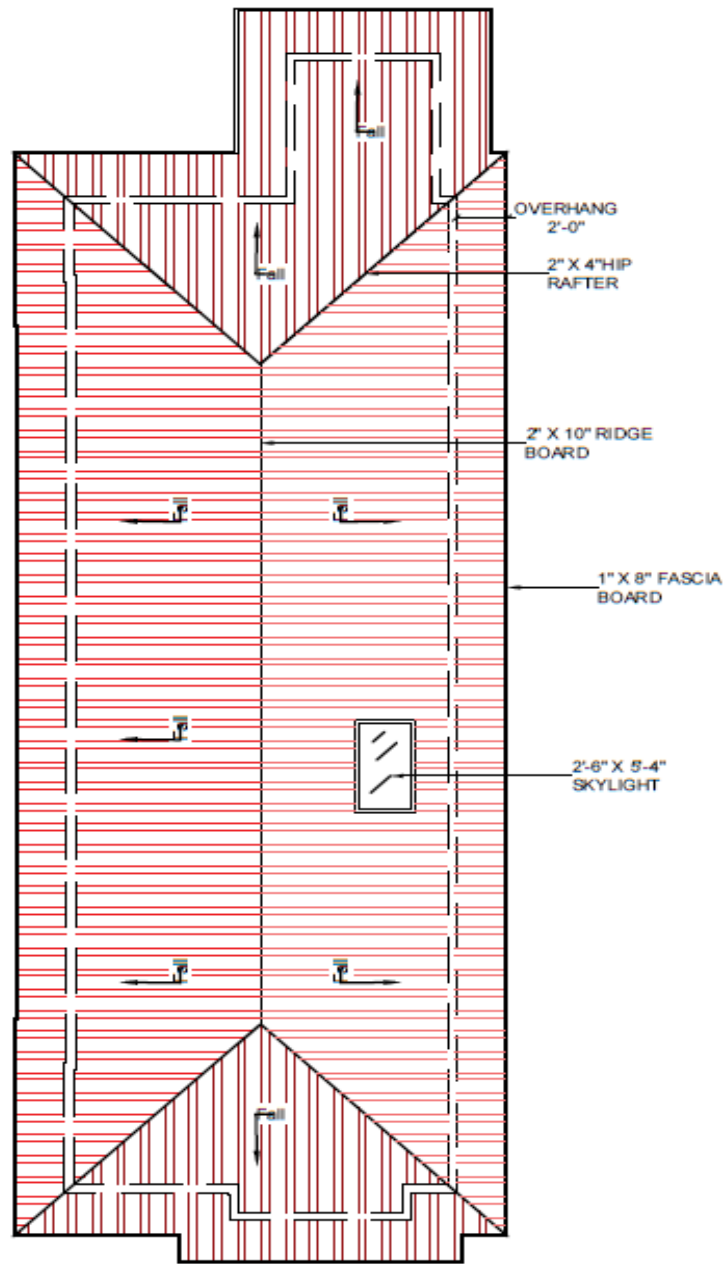 Fall
OVERHANG
2'-0"
Fall
2" X 4"HIP
RAFTER
2" X 10" RIDGE
BOARD
1" X 8" FASCIA
BOARD
2'-6" X 5'-4"
SKYLIGHT
Fall